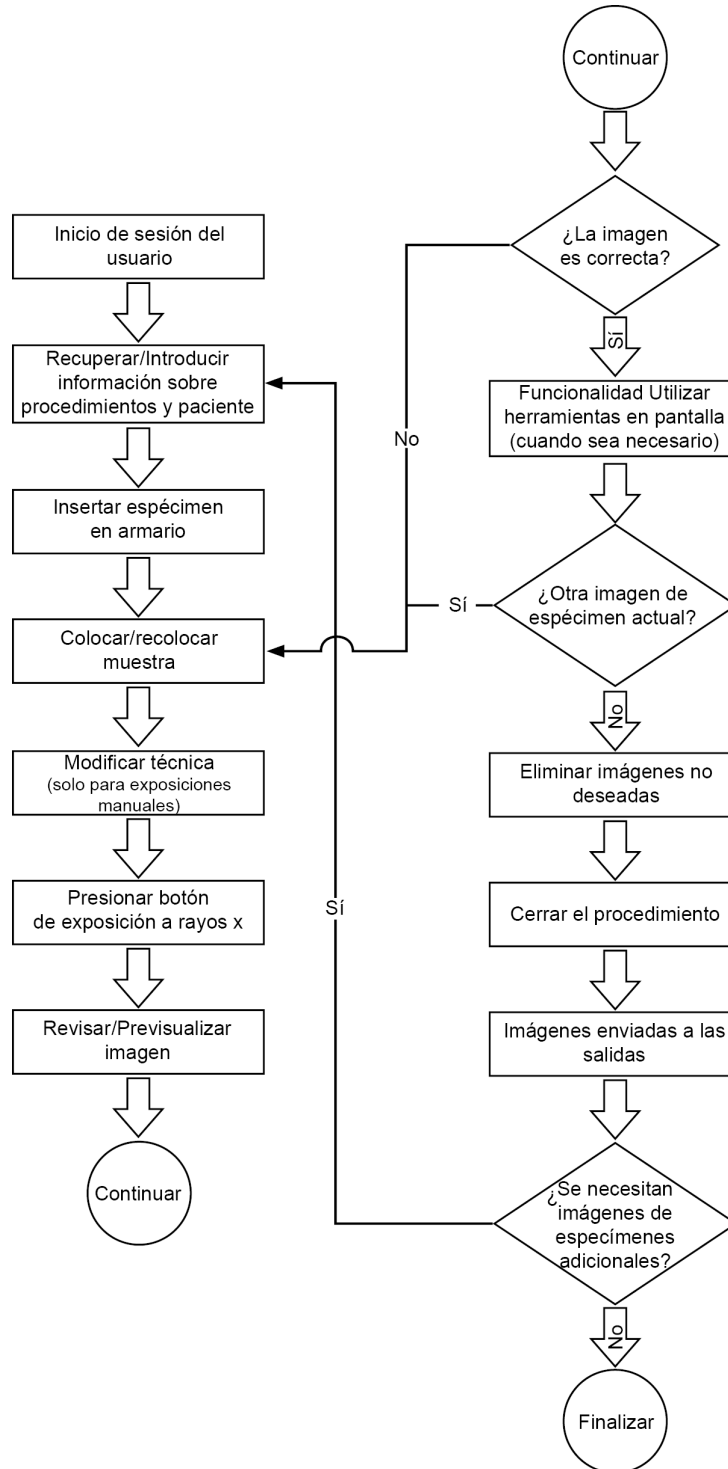 Inicio de sesión del
usuario
Recuperar/Introducir
información sobre
procedimientos y paciente
Insertar espécimen
en armario
Colocar/recolocar
muestra
Modificar técnica
(solo para exposiciones
manuales)
Presionar botón
de exposición a rayos x
Revisar/Previsualizar
imagen
Continuar
Continuar
¿La imagen
es correcta?
No
Sí
Funcionalidad Utilizar
herramientas en pantalla
(cuando sea necesario)
¿Otra imagen de
espécimen actual?
Sí
No
Eliminar imágenes no
deseadas
Cerrar el procedimiento
Imágenes enviadas a las
salidas
¿Se necesitan
imágenes de
especímenes
adicionales?
Sí
No
Finalizar